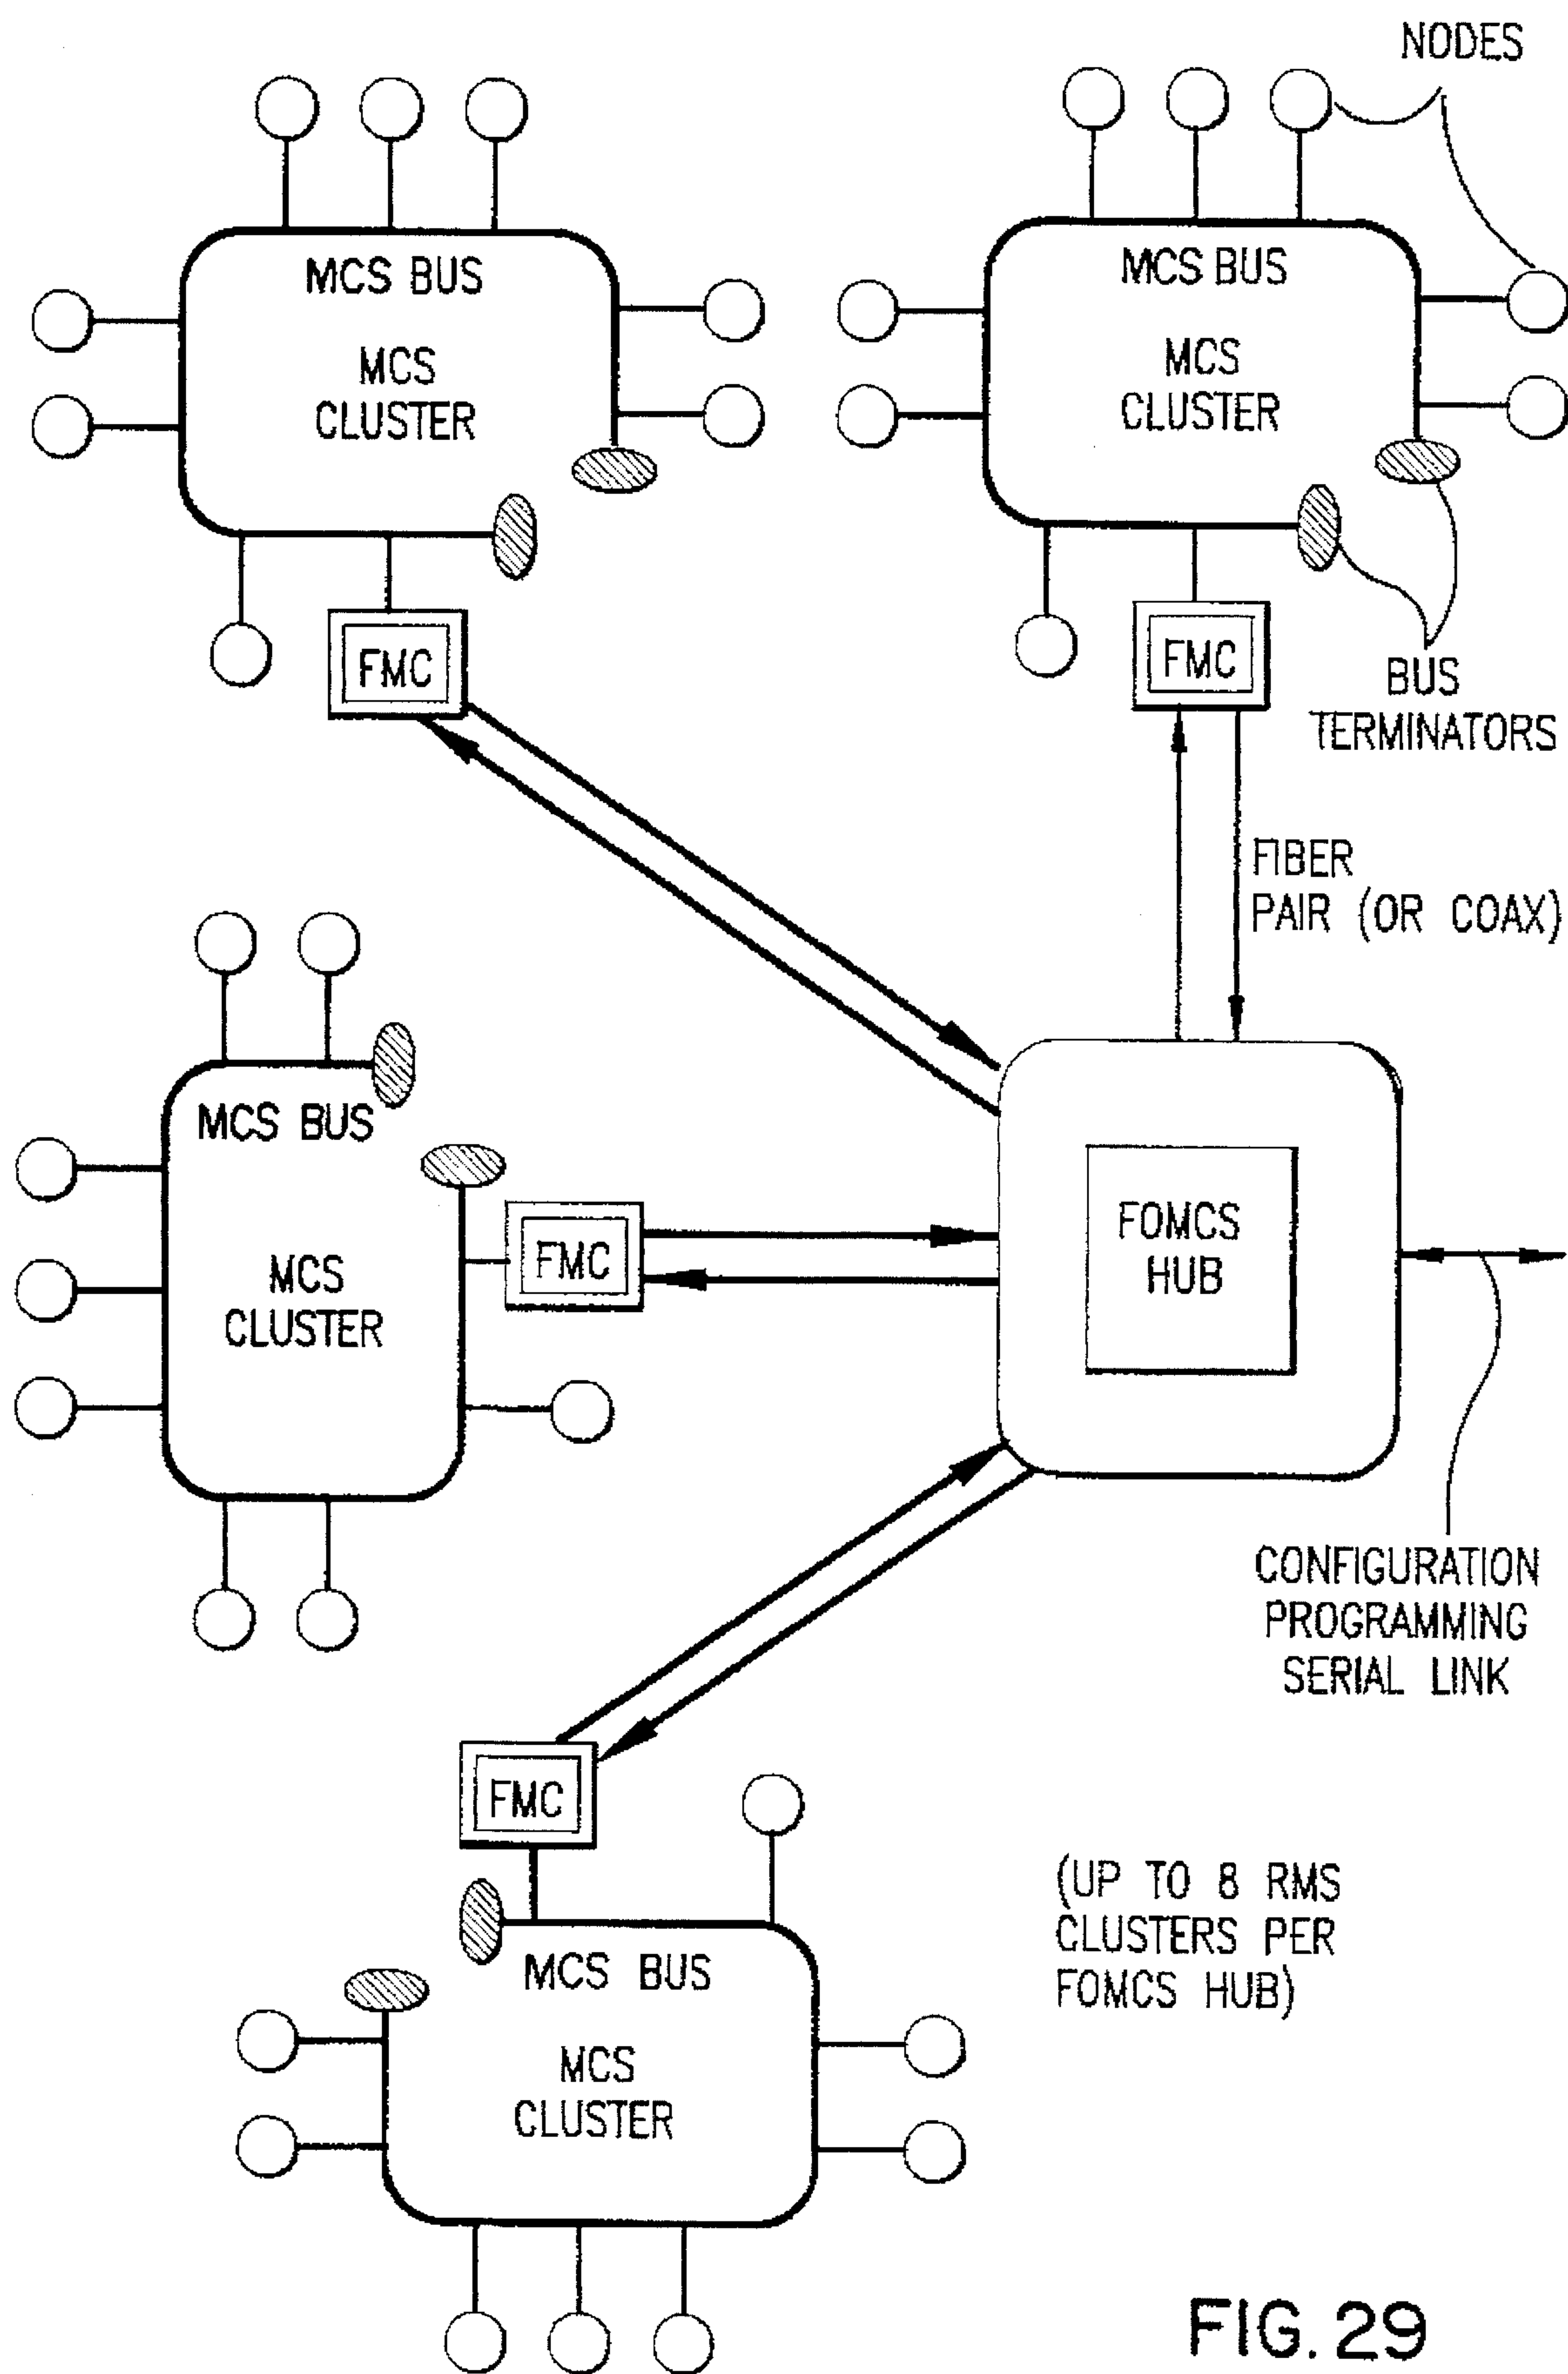 NODES
MCS BUS
MCS
CLUSTER
FMC
MCS BUS
MCS
CLUSTER
FMC
BUS
TERMINATORS
FIBER
PAIR (OR COAX)
MCS BUS
MCS
CLUSTER
FMC
FOMCS
HUB
CONFIGURATION
PROGRAMMING
SERIAL LINK
FMC
MCS BUS
MCS
CLUSTER
(UP TO 8 RMS
CLUSTERS PER
FOMCS HUB)
FIG. 29